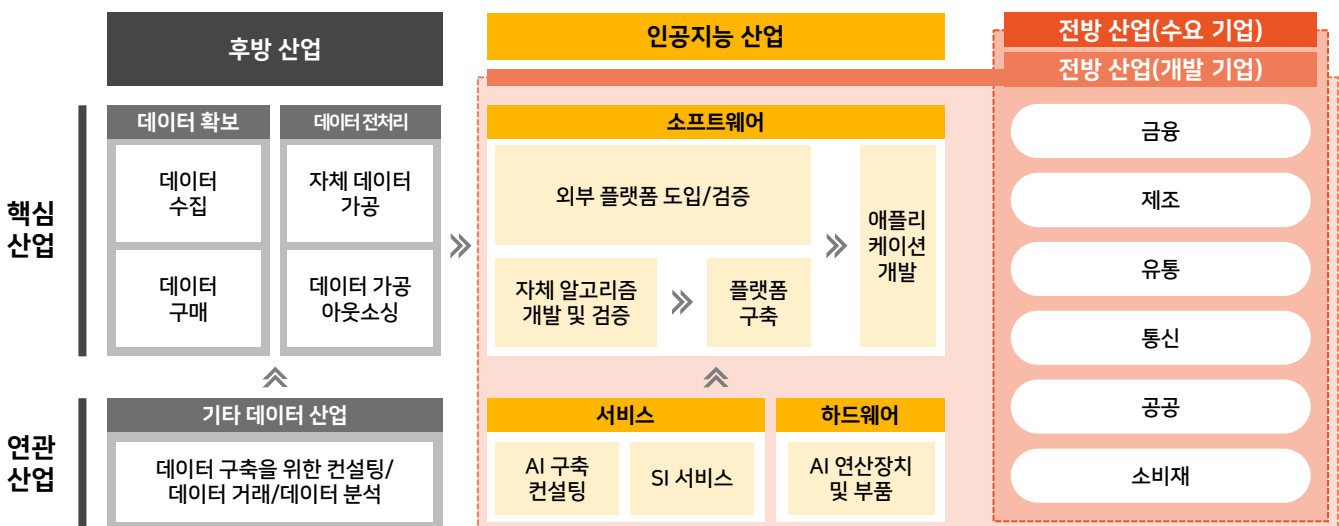 후방 산업
인공지능 산업
전방 산업(수요 기업)
전방 산업(개발 기업)
핵심
산업
데이터 확보
데이터 전처리
데이터
수집
자체 데이터
가공
데이터
구매
데이터 가공
아웃소싱
소프트웨어
외부 플랫폼 도입/검증
자체 알고리즘
개발 및 검증
플랫폼
구축
애플리
케이션
개발
연관
산업
기타 데이터 산업
데이터 구축을 위한 컨설팅/
데이터 거래/데이터 분석
서비스
AI 구축
컨설팅
SI 서비스
하드웨어
AI 연산장치
및 부품
금융
제조
유통
통신
공공
소비재